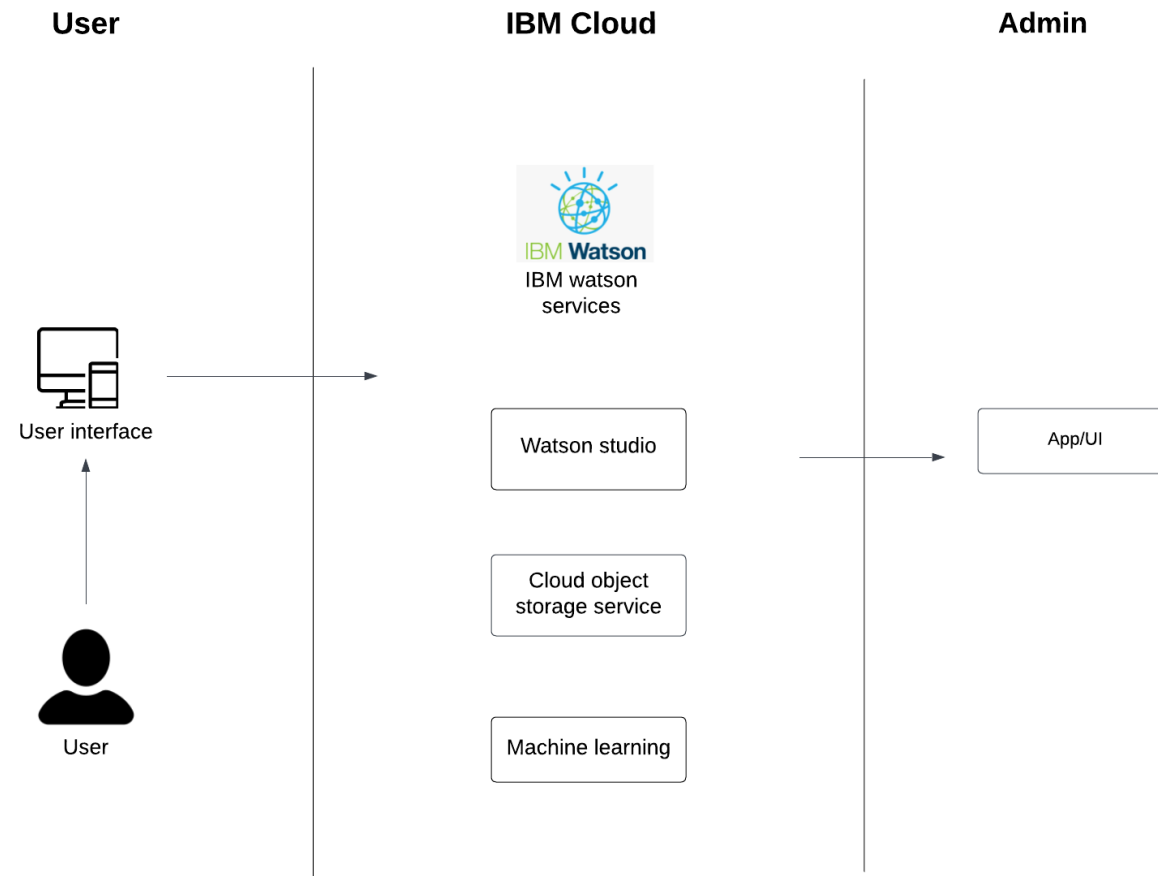 User
IBM Cloud
Admin
IBM Watson
IBM watson
services
User interface
Watson studio
App/UI
Cloud object
storage service
User
Machine learning